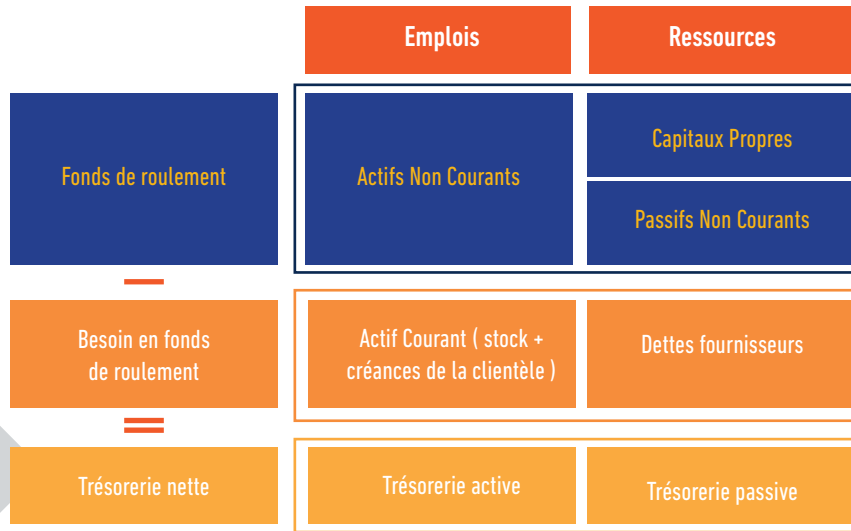 Emplois
Ressources
Fonds de roulement
Actifs Non Courants
Capitaux Propres
Passifs Non Courants
Besoin en fonds
de roulement
Actif Courant ( stock +
créances de la clientèle )
Dettes fournisseurs
Trésorerie nette
Trésorerie active
Trésorerie passive